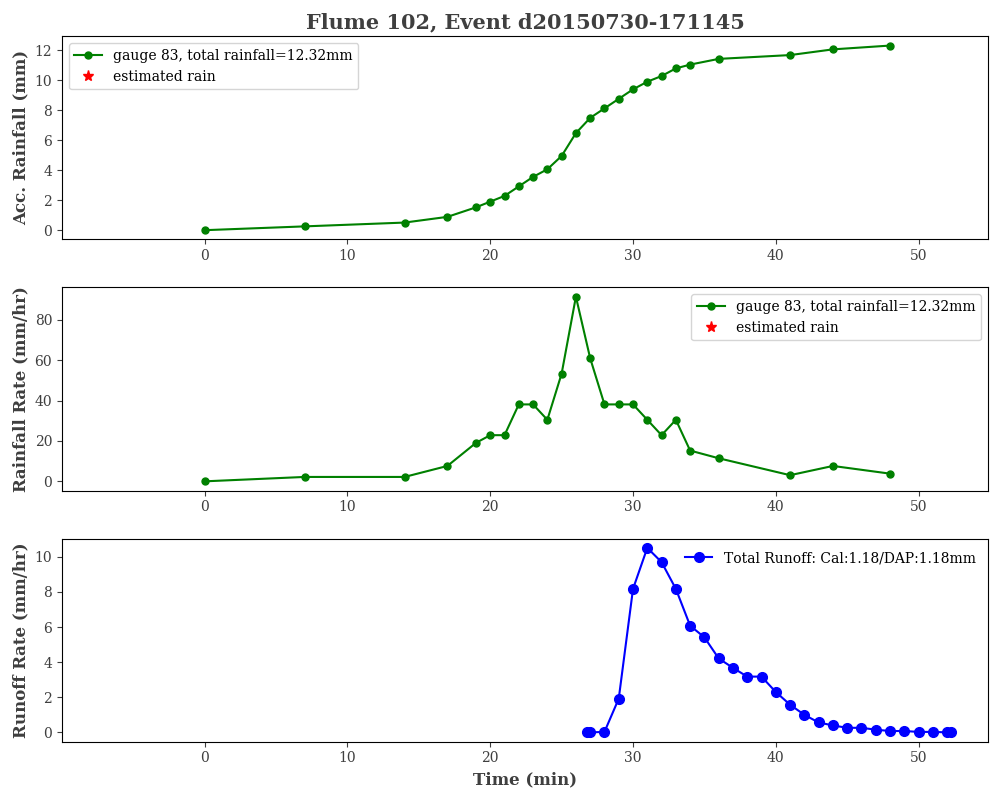 Flume 102, Event d20150730-171145
Acc. Rainfall (mm)
12
10
8
6
4
2
0
gauge 83, total rainfall=12.32mm
estimated rain
0 10 20 30 40 50
Rainfall Rate (mm/hr)
80
60
40
20
0
gauge 83, total rainfall=12.32mm
estimated rain
0 10 20 30 40 50
Runoff Rate (mm/hr)
10
8
6
4
2
0
Total Runoff: Cal:1.18/DAP:1.18mm
0 10 20 30 40 50
Time (min)